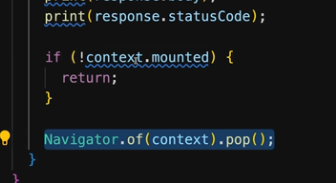 print(response.statusCode);
if (!context.mounted) {
return;
}
Navigator.of(context).pop();
}
}